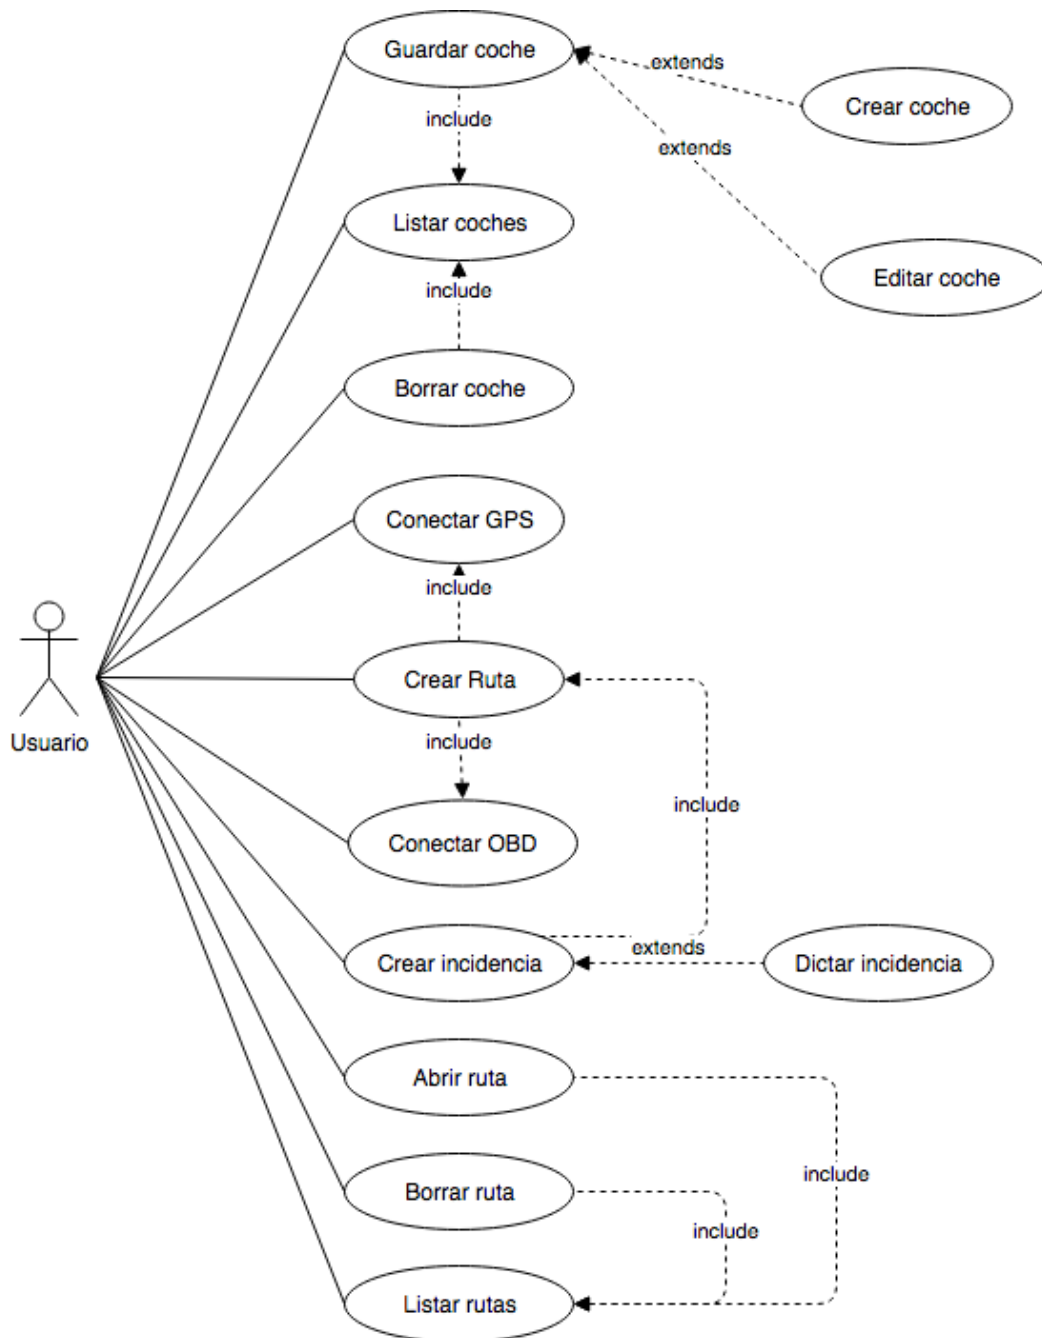 Guardar coche
extends
Crear coche
include
extends
Listar coches
Editar coche
include
Borrar coche
Conectar GPS
include
Crear Ruta
Usuario
include
include
Conectar OBD
extends
Crear incidencia
Dictar incidencia
Abrir ruta
include
Borrar ruta
include
Listar rutas